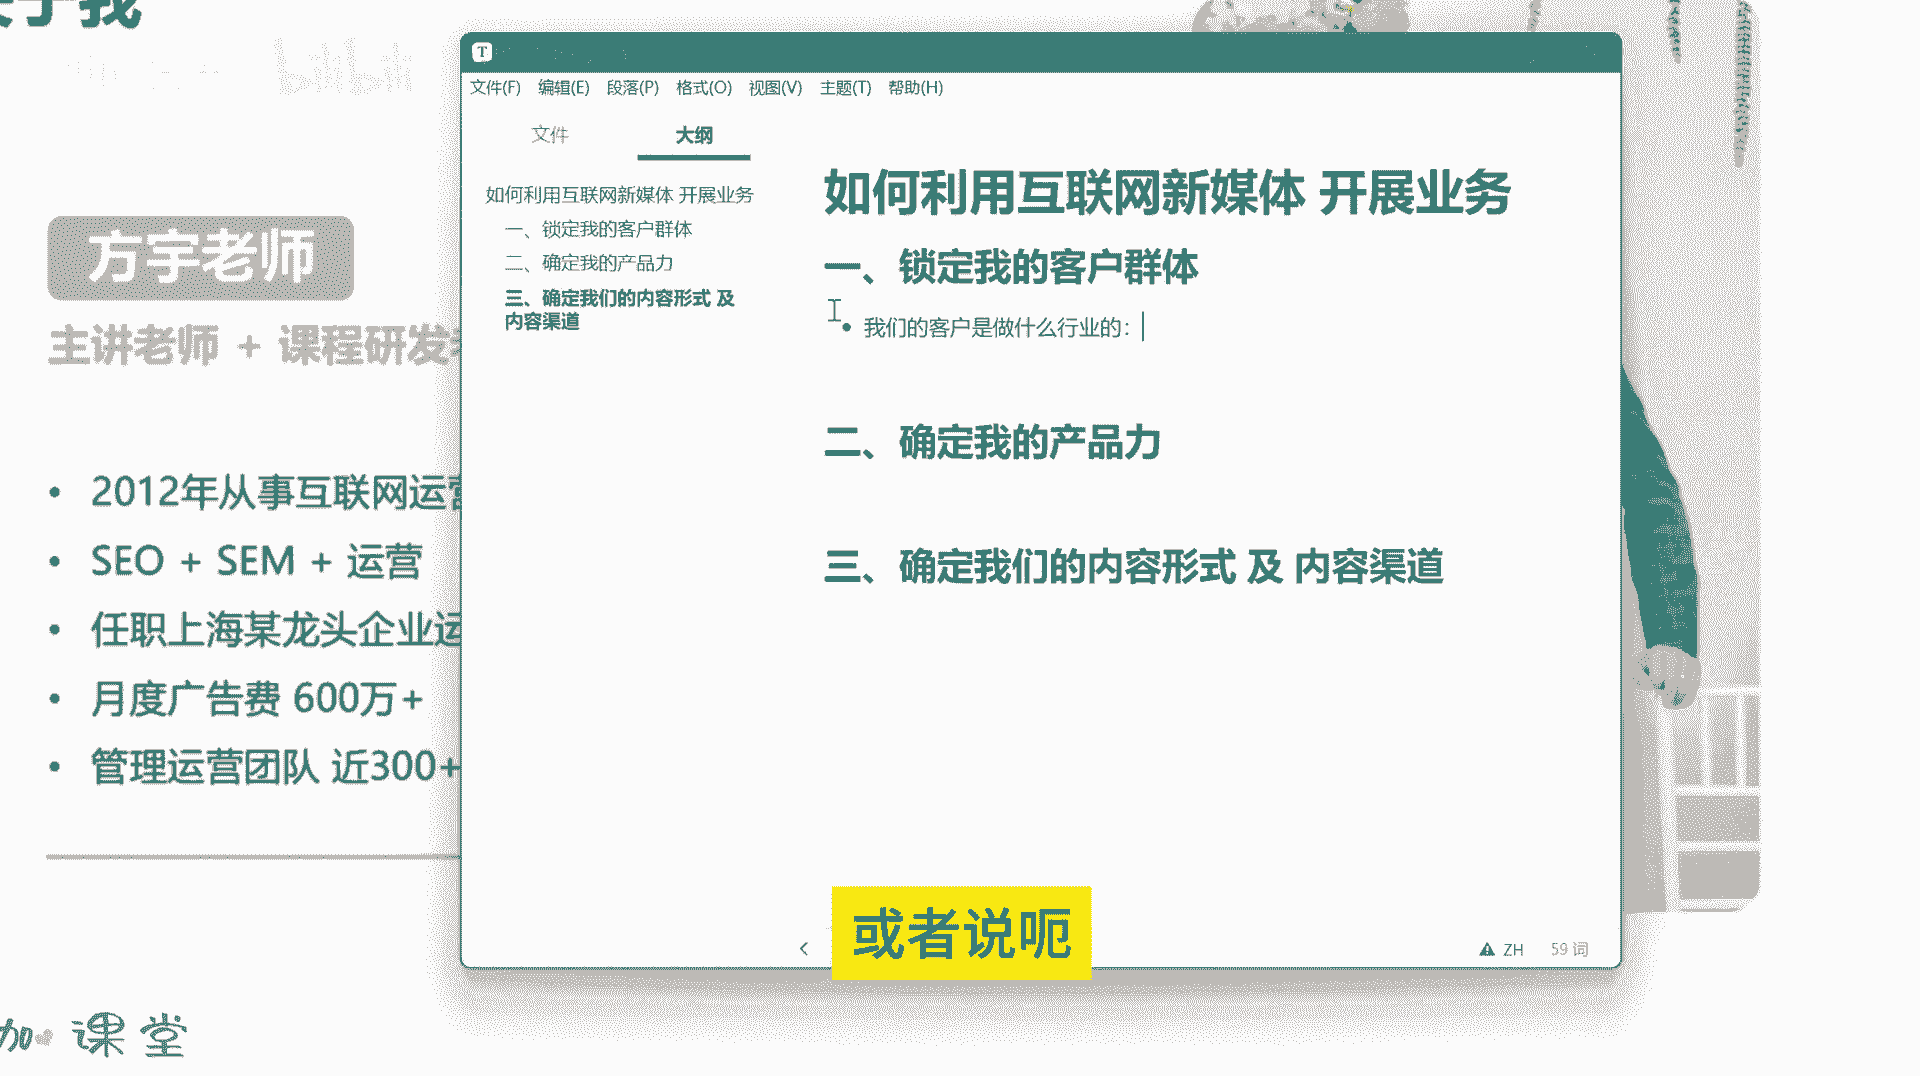 于我
bilibili
方宇老师
主讲老师 + 课程研发
2012年从事互联网运营
SEO + SEM + 运营
任职上海某龙头企业运
月度广告费 600万+
管理运营团队 近300+
加 课堂
T
文件(F) 编辑(E) 段落(P) 格式(O) 视图(V) 主题(T) 帮助(H)
文件 大纲
如何利用互联网新媒体 开展业务
一、锁定我的客户群体
二、确定我的产品力
三、确定我们的内容形式 及
内容渠道
如何利用互联网新媒体 开展业务
一、锁定我的客户群体
我们的客户是做什么行业的：
二、确定我的产品力
三、确定我们的内容形式 及 内容渠道
或者说呃
ZH 59 词